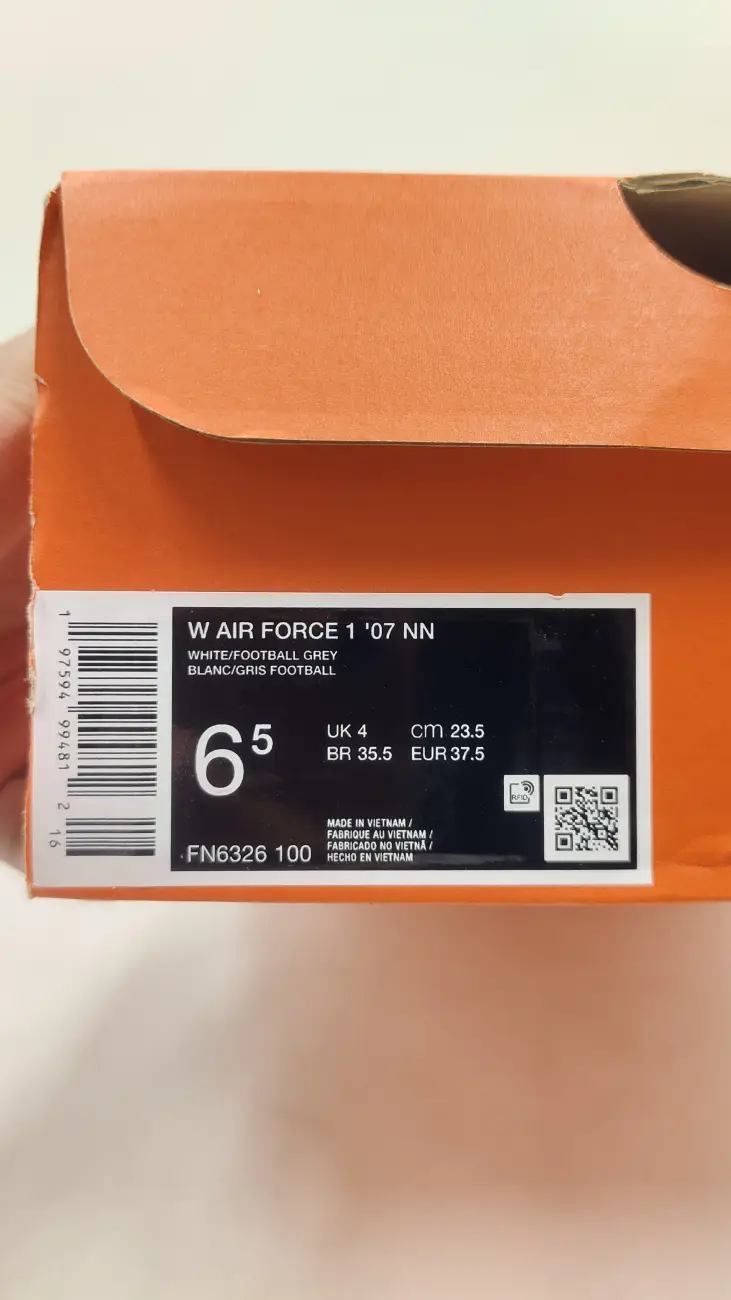 W AIR FORCE 1 '07 NN
WHITE/FOOTBALL GREY
BLANC/GRIS FOOTBALL
6⁵
UK 4 cm 23.5
BR 35.5 EUR 37.5
RFID
MADE IN VIETNAM /
FABRIQUE AU VIETNAM /
FABRICADO NO VIETNÃ /
HECHO EN VIETNAM
FN6326 100
1 97594 99481 2 16